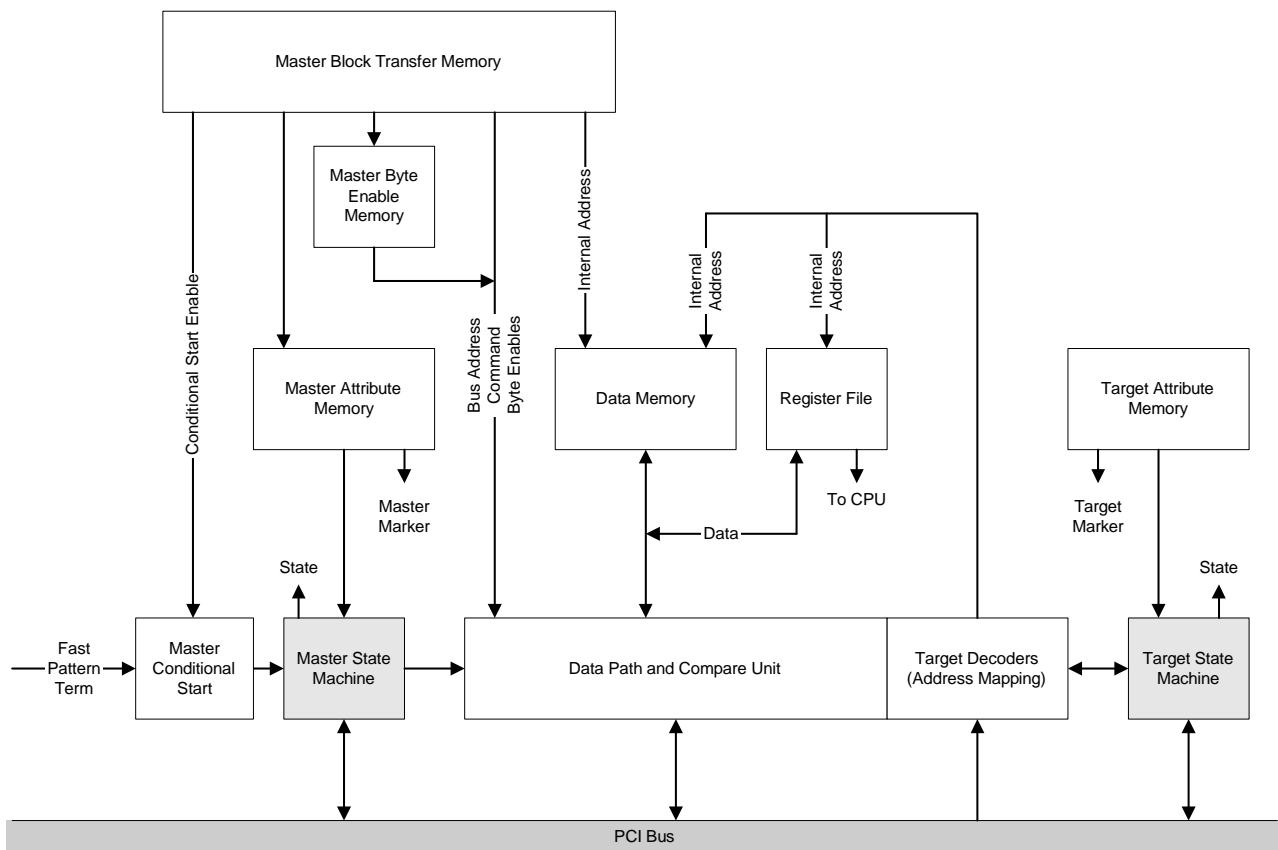 Master Block Transfer Memory
Master Byte
Enable
Memory
Conditional Start Enable
Bus Address
Command
Byte Enables
Internal Address
Internal
Address
Internal
Address
Master Attribute
Memory
Data Memory
Register File
Target Attribute
Memory
Master
Marker
To CPU
Target
Marker
Data
State
State
Fast
Pattern
Term
Master
Conditional
Start
Master State
Machine
Data Path and Compare Unit
Target Decoders
(Address Mapping)
Target State
Machine
PCI Bus